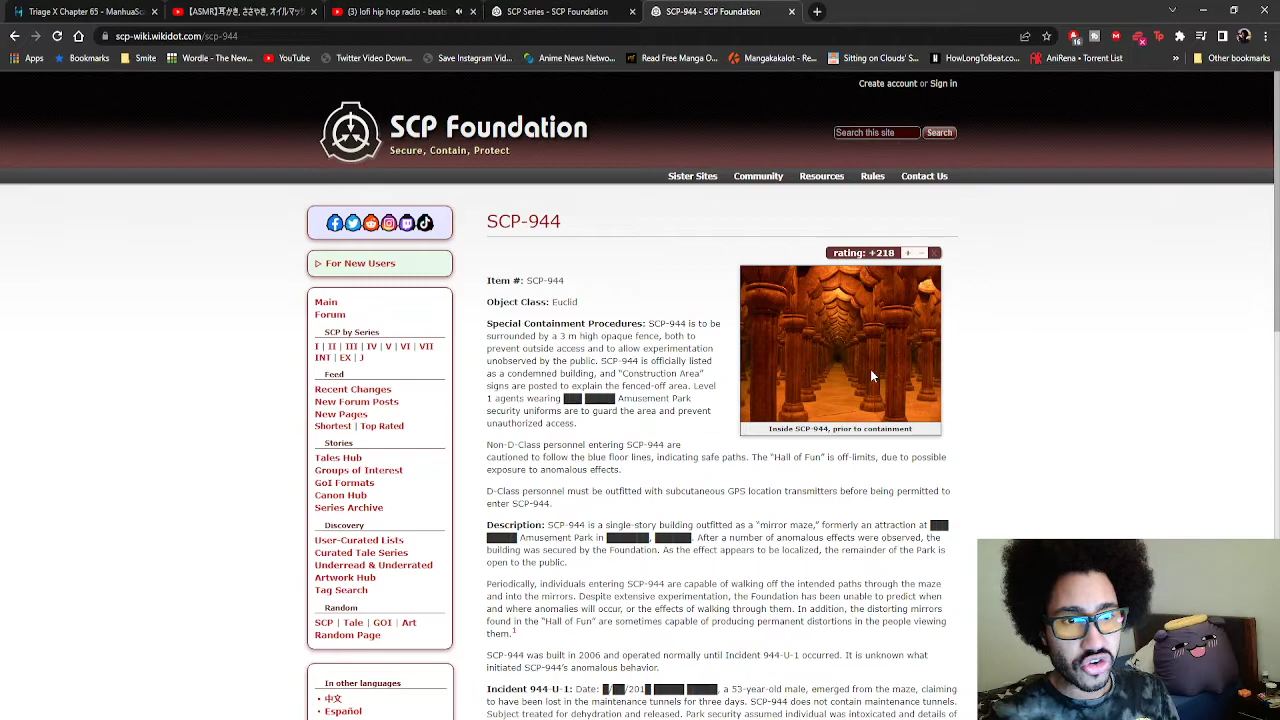 Triage X Chapter 65 - ManhuaSc
【ASMR】耳かき、ささやき、オイルマッ
(3) lofi hip hop radio - beats
SCP Series - SCP Foundation
SCP-944 - SCP Foundation
scp-wiki.wikidot.com/scp-944
16
Apps
Bookmarks
Smite
Wordle - The New...
YouTube
Twitter Video Down...
Save Instagram Vid...
Anime News Networ...
Read Free Manga O...
Mangakakalot - Re...
Sitting on Clouds' S...
HowLongToBeat.co...
AniRena › Torrent List
»
Other bookmarks
Create account or Sign in
SCP Foundation
Secure, Contain, Protect
Search this site
Search
Sister Sites
Community
Resources
Rules
Contact Us
▷ For New Users
Main
Forum
SCP by Series
I | II | III | IV | V | VI | VII
INT | EX | J
Feed
Recent Changes
New Forum Posts
New Pages
Shortest | Top Rated
Stories
Tales Hub
Groups of Interest
GoI Formats
Canon Hub
Series Archive
Discovery
User-Curated Lists
Curated Tale Series
Underread & Underrated
Artwork Hub
Tag Search
Random
SCP | Tale | GOI | Art
Random Page
In other languages
中文
Español
SCP-944
rating: +218 + – x
Inside SCP-944, prior to containment
Item #: SCP-944
Object Class: Euclid
Special Containment Procedures: SCP-944 is to be
surrounded by a 3 m high opaque fence, both to
prevent outside access and to allow experimentation
unobserved by the public. SCP-944 is officially listed
as a condemned building, and “Construction Area”
signs are posted to explain the fenced-off area. Level
1 agents wearing ██ ███ Amusement Park
security uniforms are to guard the area and prevent
unauthorized access.
Non-D-Class personnel entering SCP-944 are
cautioned to follow the blue floor lines, indicating safe paths. The “Hall of Fun” is off-limits, due to possible
exposure to anomalous effects.
D-Class personnel must be outfitted with subcutaneous GPS location transmitters before being permitted to
enter SCP-944.
Description: SCP-944 is a single-story building outfitted as a “mirror maze,” formerly an attraction at ██
███ Amusement Park in ████, ███. After a number of anomalous effects were observed, the
building was secured by the Foundation. As the effect appears to be localized, the remainder of the Park is
open to the public.
Periodically, individuals entering SCP-944 are capable of walking off the intended paths through the maze
and into the mirrors. Despite extensive experimentation, the Foundation has been unable to predict when
and where anomalies will occur, or the effects of walking through them. In addition, the distorting mirrors
found in the “Hall of Fun” are sometimes capable of producing permanent distortions in the people viewing
them.1
SCP-944 was built in 2006 and operated normally until Incident 944-U-1 occurred. It is unknown what
initiated SCP-944’s anomalous behavior.
Incident 944-U-1: Date: █/██/201█ ███ ███, a 53-year-old male, emerged from the maze, claiming
to have been lost in the maintenance tunnels for three days. SCP-944 does not contain maintenance tunnels.
Subject treated for dehydration and released. Park security assumed individual was intoxicated and details of